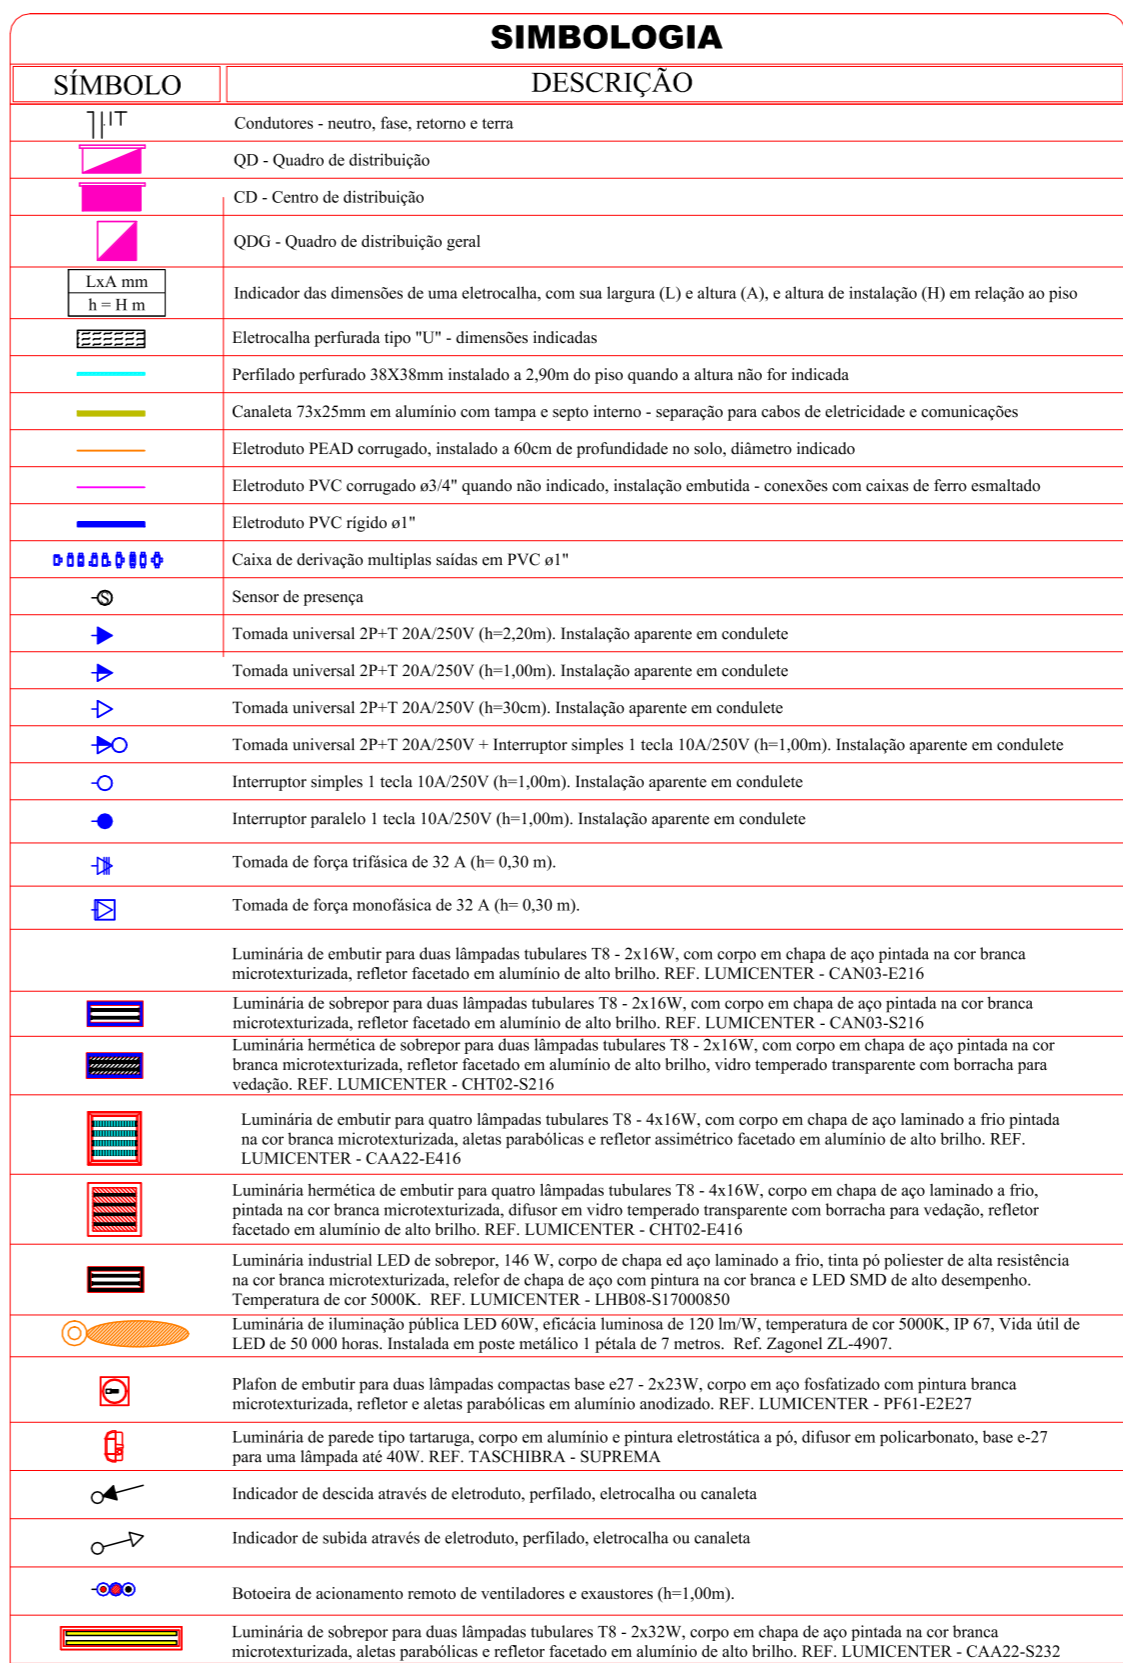 SIMBOLOGIA
SÍMBOLO
DESCRIÇÃO
Condutores - neutro, fase, retorno e terra
QD - Quadro de distribuição
CD - Centro de distribuição
QDG - Quadro de distribuição geral
LxA mm
h = H m
Indicador das dimensões de uma eletrocalha, com sua largura (L) e altura (A), e altura de instalação (H) em relação ao piso
Eletrocalha perfurada tipo "U" - dimensões indicadas
Perfilado perfurado 38X38mm instalado a 2,90m do piso quando a altura não for indicada
Canaleta 73x25mm em alumínio com tampa e septo interno - separação para cabos de eletricidade e comunicações
Eletroduto PEAD corrugado, instalado a 60cm de profundidade no solo, diâmetro indicado
Eletroduto PVC corrugado ø3/4" quando não indicado, instalação embutida - conexões com caixas de ferro esmaltado
Eletroduto PVC rígido ø1"
Caixa de derivação multiplas saídas em PVC ø1"
Sensor de presença
Tomada universal 2P+T 20A/250V (h=2,20m). Instalação aparente em condulete
Tomada universal 2P+T 20A/250V (h=1,00m). Instalação aparente em condulete
Tomada universal 2P+T 20A/250V (h=30cm). Instalação aparente em condulete
Tomada universal 2P+T 20A/250V + Interruptor simples 1 tecla 10A/250V (h=1,00m). Instalação aparente em condulete
Interruptor simples 1 tecla 10A/250V (h=1,00m). Instalação aparente em condulete
Interruptor paralelo 1 tecla 10A/250V (h=1,00m). Instalação aparente em condulete
Tomada de força trifásica de 32 A (h= 0,30 m).
Tomada de força monofásica de 32 A (h= 0,30 m).
Luminária de embutir para duas lâmpadas tubulares T8 - 2x16W, com corpo em chapa de aço pintada na cor branca
microtexturizada, refletor facetado em alumínio de alto brilho. REF. LUMICENTER - CAN03-E216
Luminária de sobrepor para duas lâmpadas tubulares T8 - 2x16W, com corpo em chapa de aço pintada na cor branca
microtexturizada, refletor facetado em alumínio de alto brilho. REF. LUMICENTER - CAN03-S216
Luminária hermética de sobrepor para duas lâmpadas tubulares T8 - 2x16W, com corpo em chapa de aço pintada na cor
branca microtexturizada, refletor facetado em alumínio de alto brilho, vidro temperado transparente com borracha para
vedação. REF. LUMICENTER - CHT02-S216
Luminária de embutir para quatro lâmpadas tubulares T8 - 4x16W, com corpo em chapa de aço laminado a frio pintada
na cor branca microtexturizada, aletas parabólicas e refletor assimétrico facetado em alumínio de alto brilho. REF.
LUMICENTER - CAA22-E416
Luminária hermética de embutir para quatro lâmpadas tubulares T8 - 4x16W, corpo em chapa de aço laminado a frio,
pintada na cor branca microtexturizada, difusor em vidro temperado transparente com borracha para vedação, refletor
facetado em alumínio de alto brilho. REF. LUMICENTER - CHT02-E416
Luminária industrial LED de sobrepor, 146 W, corpo de chapa ed aço laminado a frio, tinta pó poliester de alta resistência
na cor branca microtexturizada, relefor de chapa de aço com pintura na cor branca e LED SMD de alto desempenho.
Temperatura de cor 5000K. REF. LUMICENTER - LHB08-S17000850
Luminária de iluminação pública LED 60W, eficácia luminosa de 120 lm/W, temperatura de cor 5000K, IP 67, Vida útil de
LED de 50 000 horas. Instalada em poste metálico 1 pétala de 7 metros. Ref. Zagonel ZL-4907.
Plafon de embutir para duas lâmpadas compactas base e27 - 2x23W, corpo em aço fosfatizado com pintura branca
microtexturizada, refletor e aletas parabólicas em alumínio anodizado. REF. LUMICENTER - PF61-E2E27
Luminária de parede tipo tartaruga, corpo em alumínio e pintura eletrostática a pó, difusor em policarbonato, base e-27
para uma lâmpada até 40W. REF. TASCHIBRA - SUPREMA
Indicador de descida através de eletroduto, perfilado, eletrocalha ou canaleta
Indicador de subida através de eletroduto, perfilado, eletrocalha ou canaleta
Botoeira de acionamento remoto de ventiladores e exaustores (h=1,00m).
Luminária de sobrepor para duas lâmpadas tubulares T8 - 2x32W, corpo em chapa de aço pintada na cor branca
microtexturizada, aletas parabólicas e refletor facetado em alumínio de alto brilho. REF. LUMICENTER - CAA22-S232